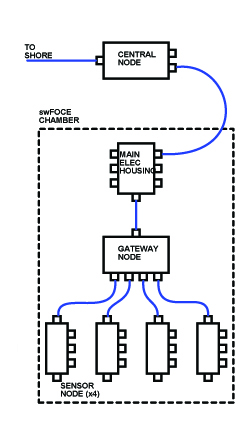 TO
SHORE
CENTRAL
NODE
swFOCE
CHAMBER
MAIN
ELEC
HOUSING
GATEWAY
NODE
SENSOR
NODE (x4)